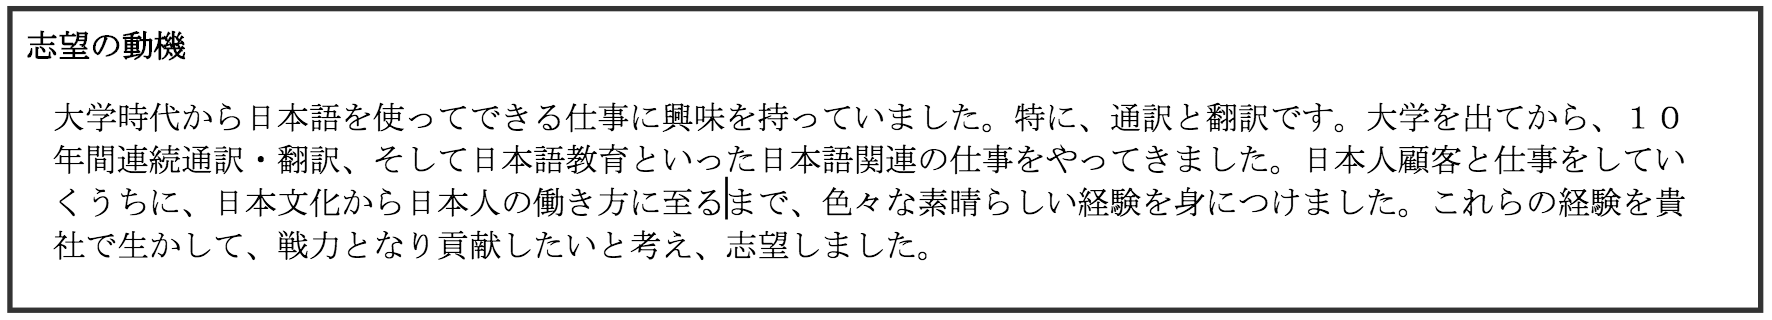 志望の動機
大学時代から日本語を使ってできる仕事に興味を持っていました。特に、通訳と翻訳です。大学を出てから、１０
年間連続通訳・翻訳、そして日本語教育といった日本語関連の仕事をやってきました。日本人顧客と仕事をしてい
くうちに、日本文化から日本人の働き方に至るまで、色々な素晴らしい経験を身につけました。これらの経験を貴
社で生かして、戦力となり貢献したいと考え、志望しました。